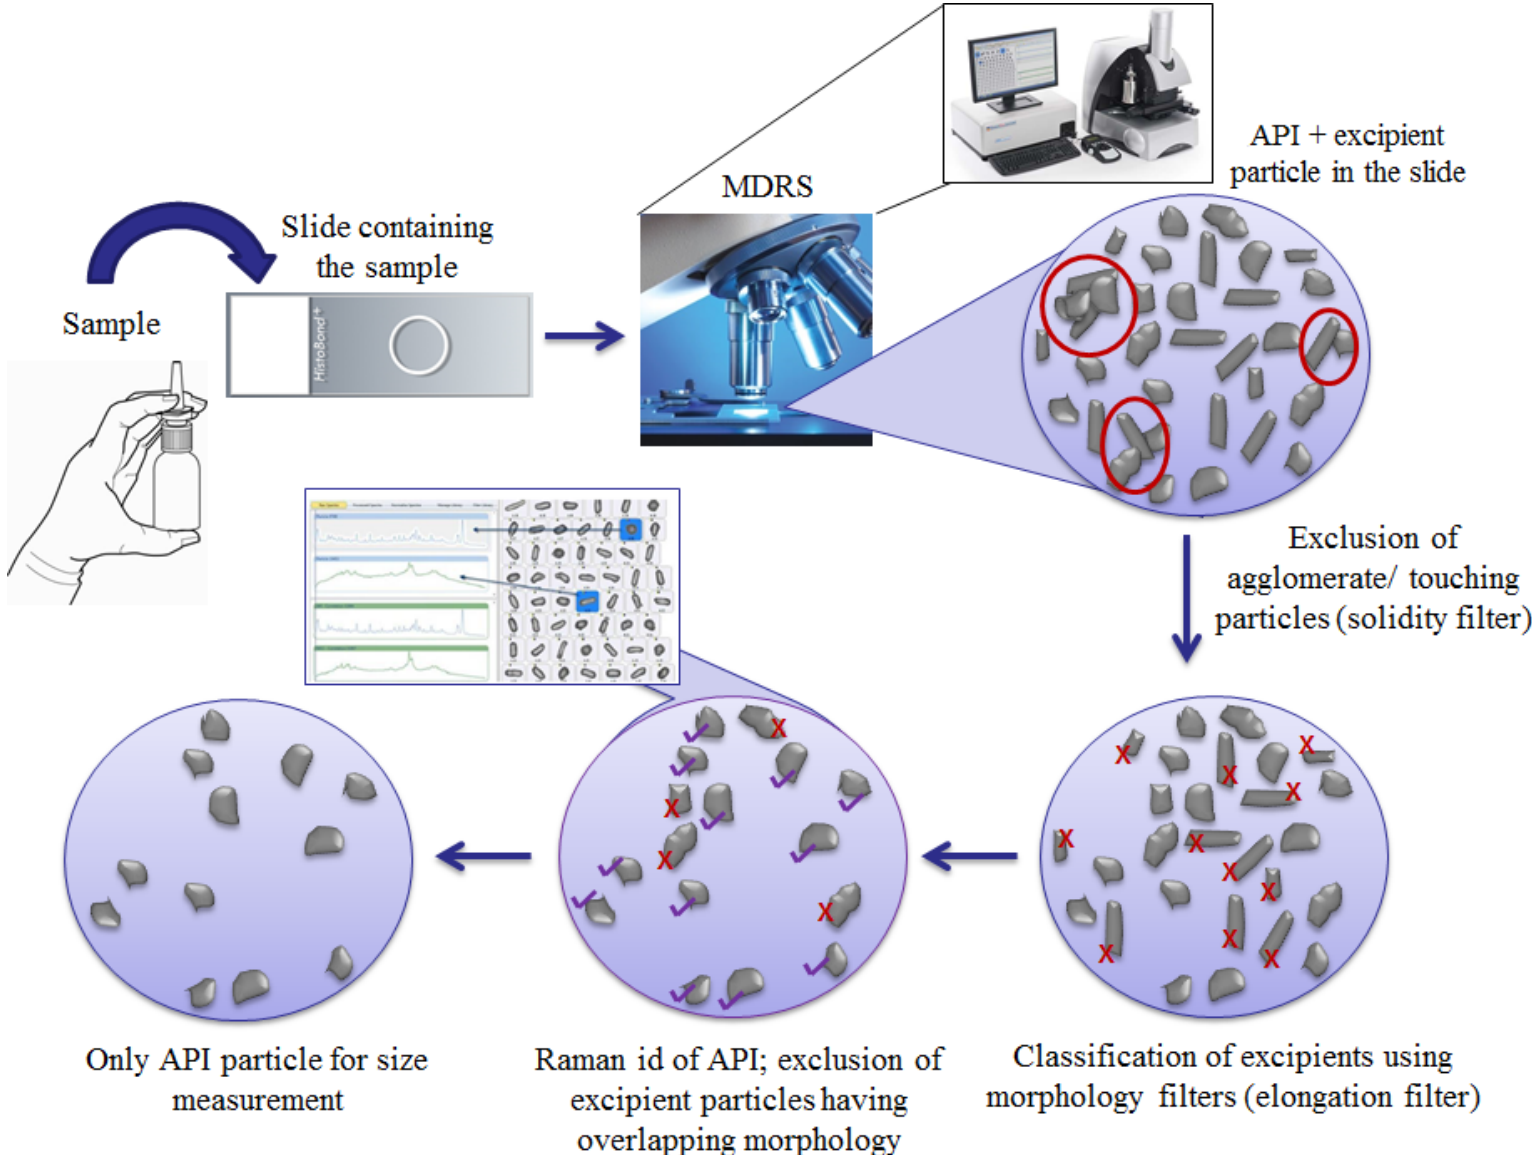 Sample
Slide containing
the sample
HistoBond+
MDRS
API + excipient
particle in the slide
Exclusion of
agglomerate/ touching
particles (solidity filter)
Classification of excipients using
morphology filters (elongation filter)
X
X
X
X
X
X
X
X
X
X
X
Raman id of API; exclusion of
excipient particles having
overlapping morphology
X
X
X
X
Only API particle for size
measurement